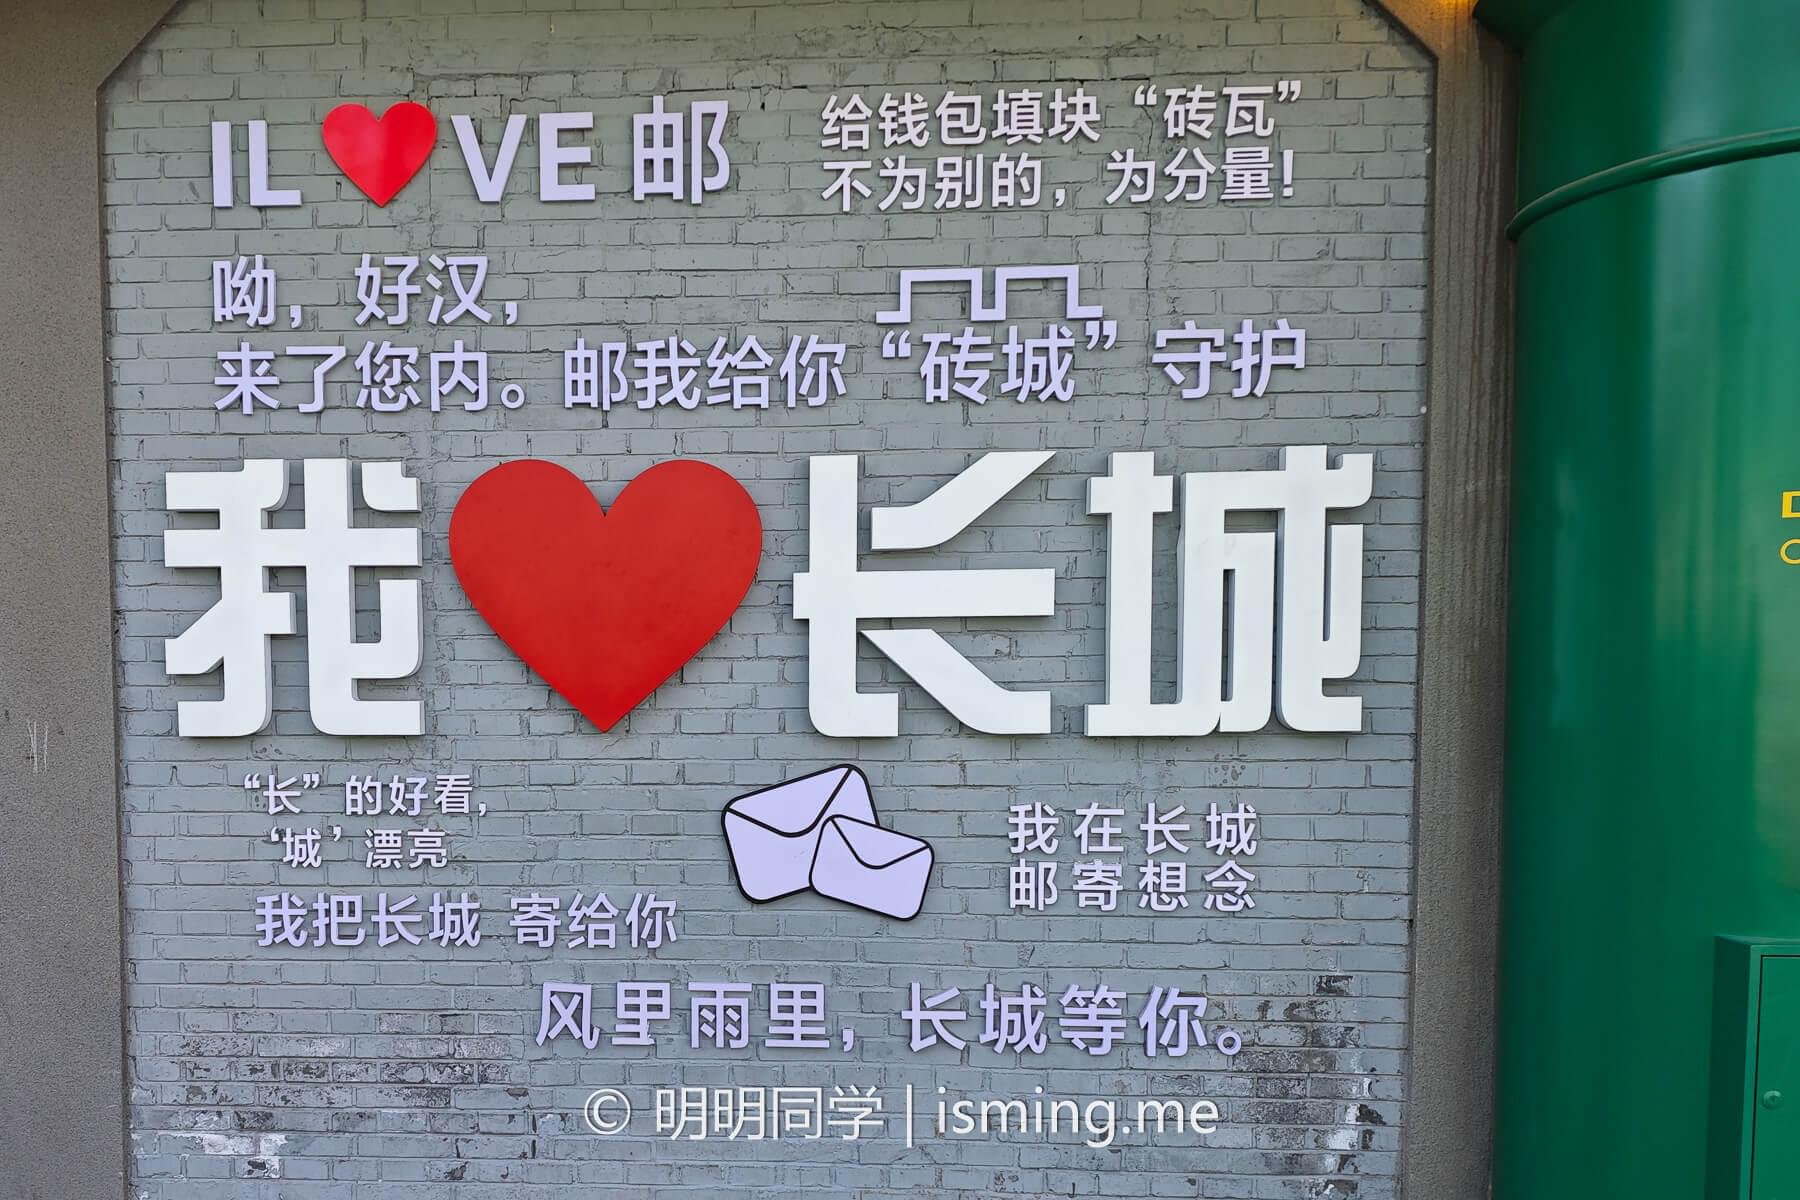 IL❤VE 邮
给钱包填块“砖瓦”
不为别的，为分量!
呦，好汉，
来了您内。邮我给你“砖城”守护
我❤长城
“长”的好看，
‘城’漂亮
我把长城 寄给你
我在长城
邮寄想念
风里雨里，长城等你。
© 明明同学 | isming.me